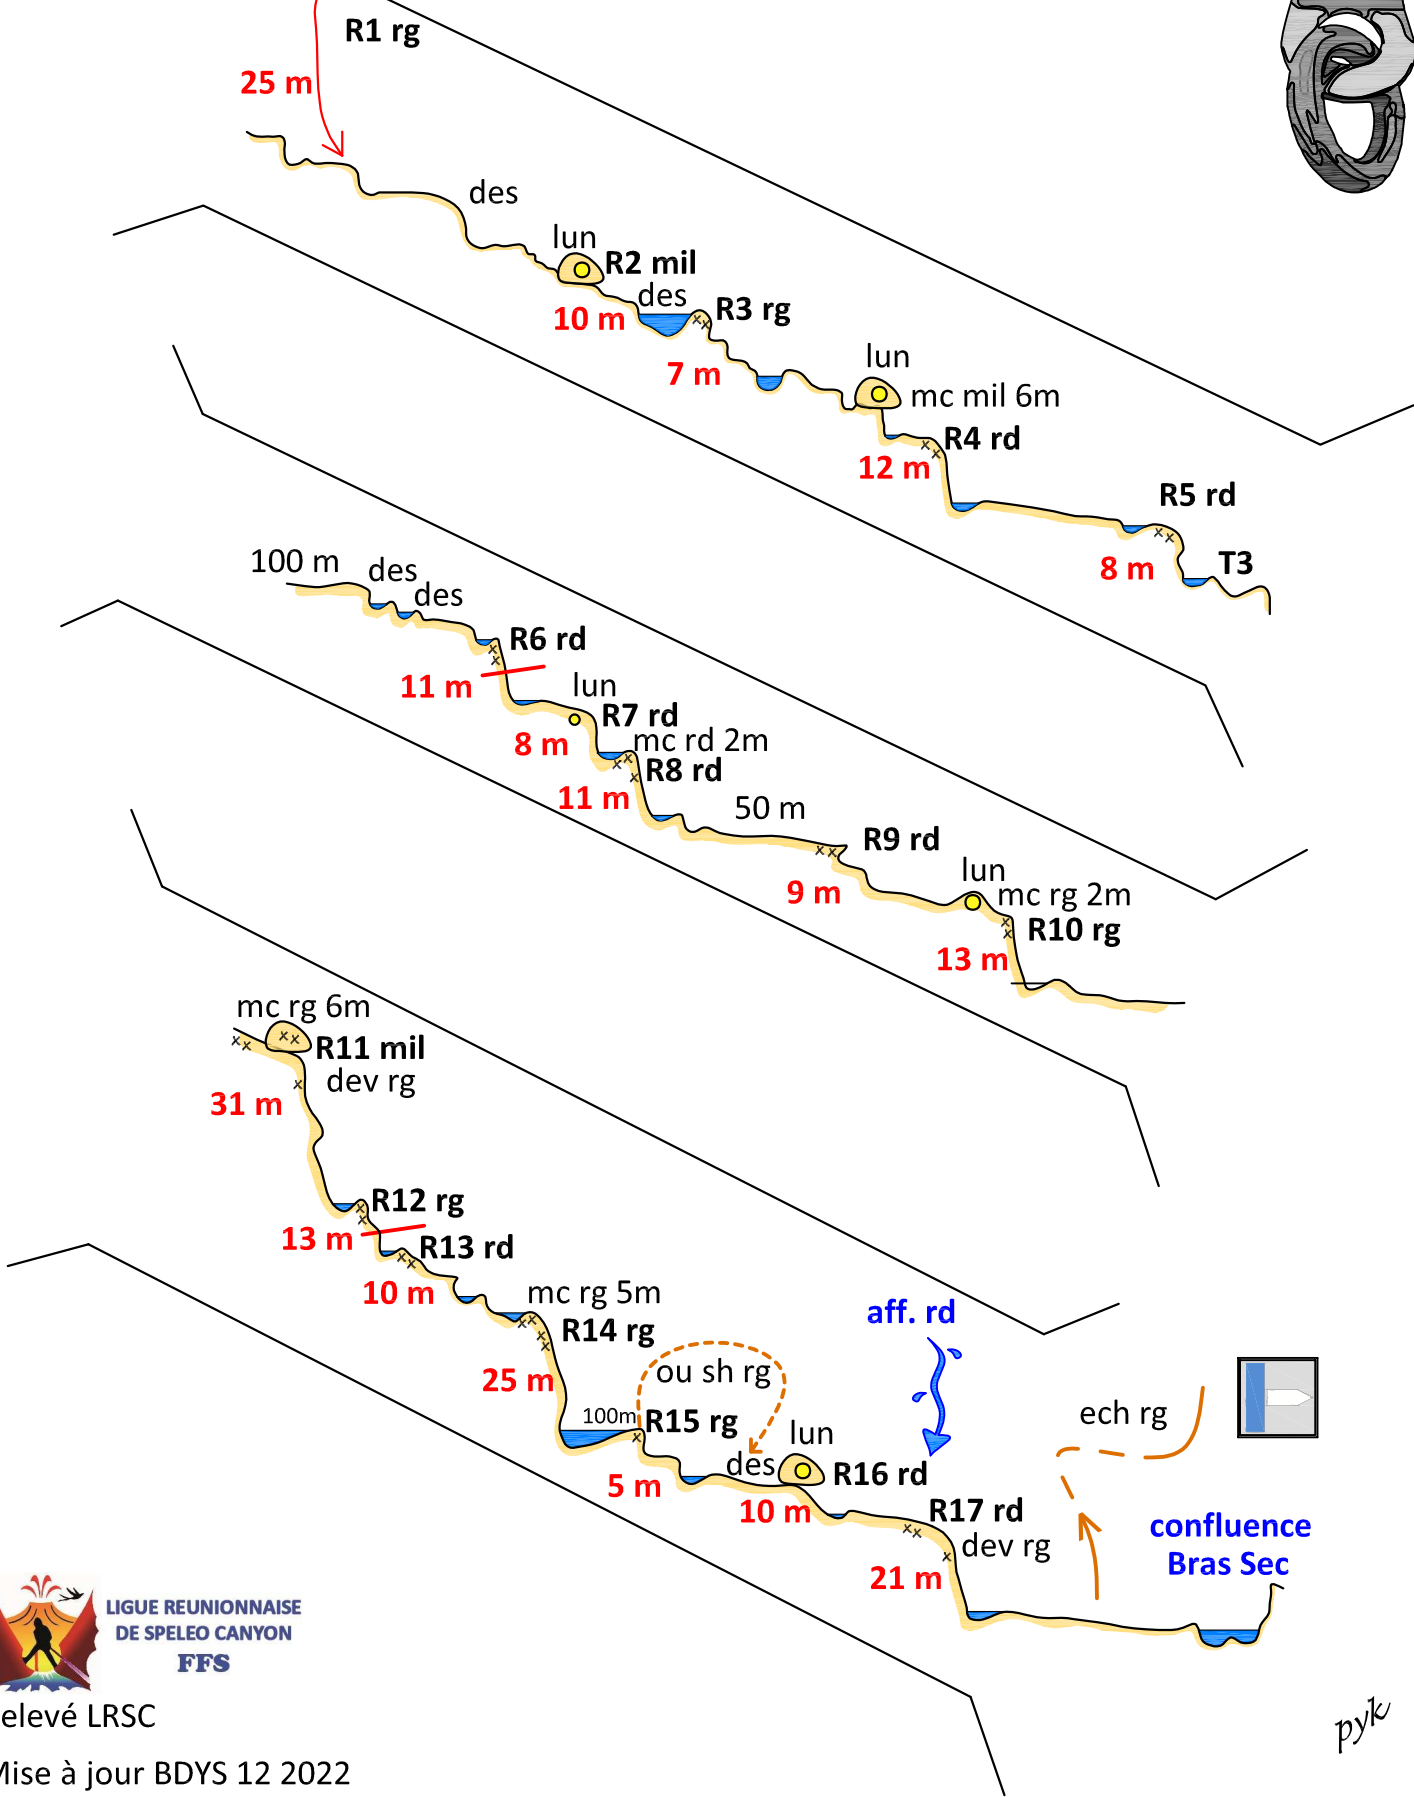 R1 rg
25 m
des
lun
R2 mil
des
10 m
R3 rg
7 m
lun
mc mil 6m
R4 rd
12 m
R5 rd
8 m
T3
100 m
des
des
R6 rd
11 m
lun
R7 rd
8 m
mc rd 2m
R8 rd
11 m
50 m
R9 rd
9 m
lun
mc rg 2m
R10 rg
13 m
mc rg 6m
R11 mil
dev rg
31 m
R12 rg
13 m
R13 rd
10 m
mc rg 5m
R14 rg
25 m
aff. rd
ou sh rg
100m
R15 rg
5 m
des
lun
R16 rd
10 m
R17 rd
dev rg
21 m
ech rg
confluence
Bras Sec
LIGUE REUNIONNAISE
DE SPELEO CANYON
FFS
elevé LRSC
Mise à jour BDYS 12 2022
pyk